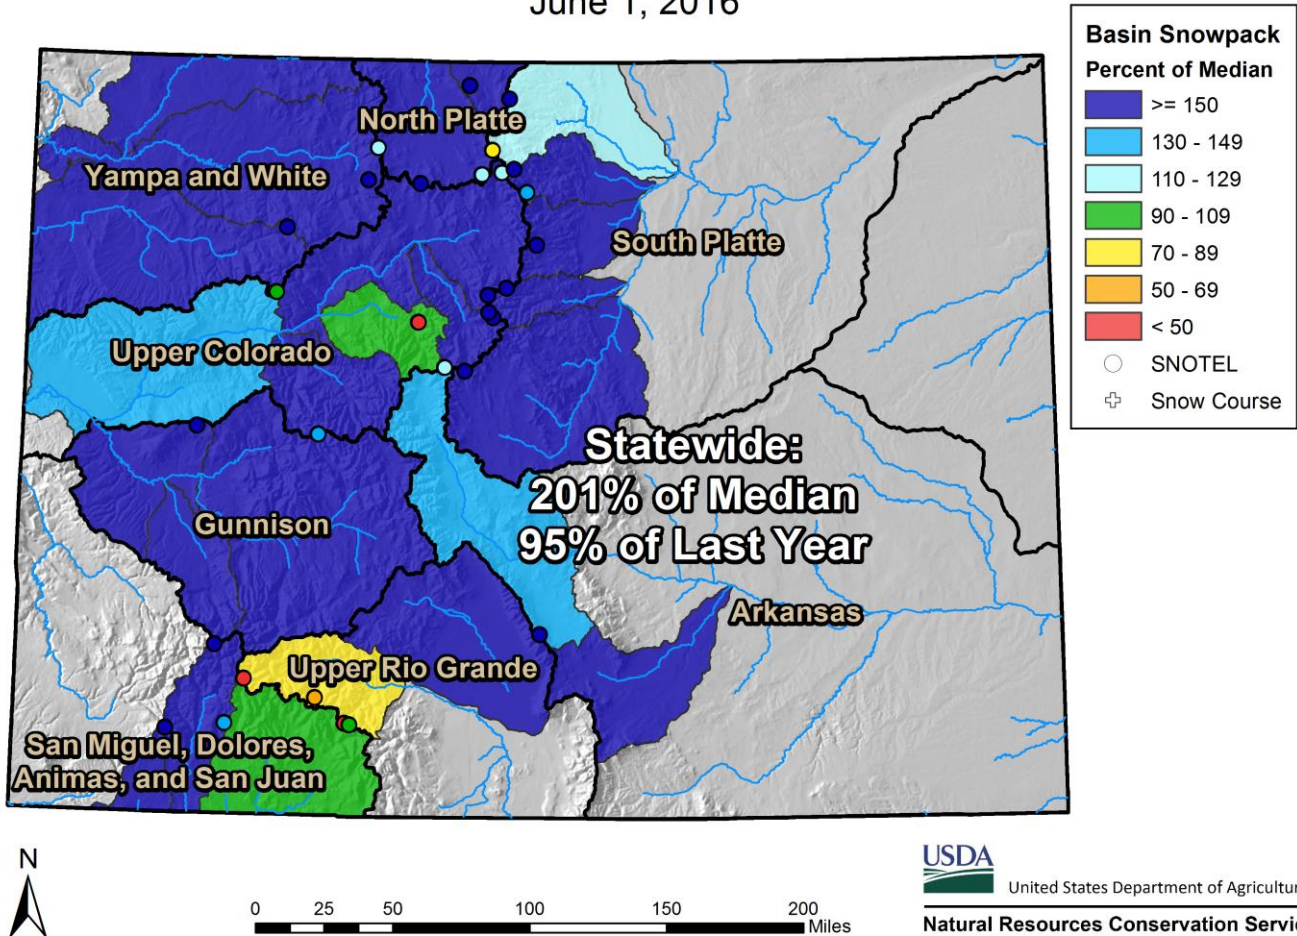 June 1, 2016
Basin Snowpack
Percent of Median
>= 150
130 - 149
110 - 129
90 - 109
70 - 89
50 - 69
< 50
SNOTEL
Snow Course
North Platte
Yampa and White
South Platte
Upper Colorado
Statewide:
201% of Median
95% of Last Year
Gunnison
Arkansas
Upper Rio Grande
San Miguel, Dolores,
Animas, and San Juan
N
0 25 50 100 150 200
Miles
USDA
United States Department of Agricultur
Natural Resources Conservation Servi